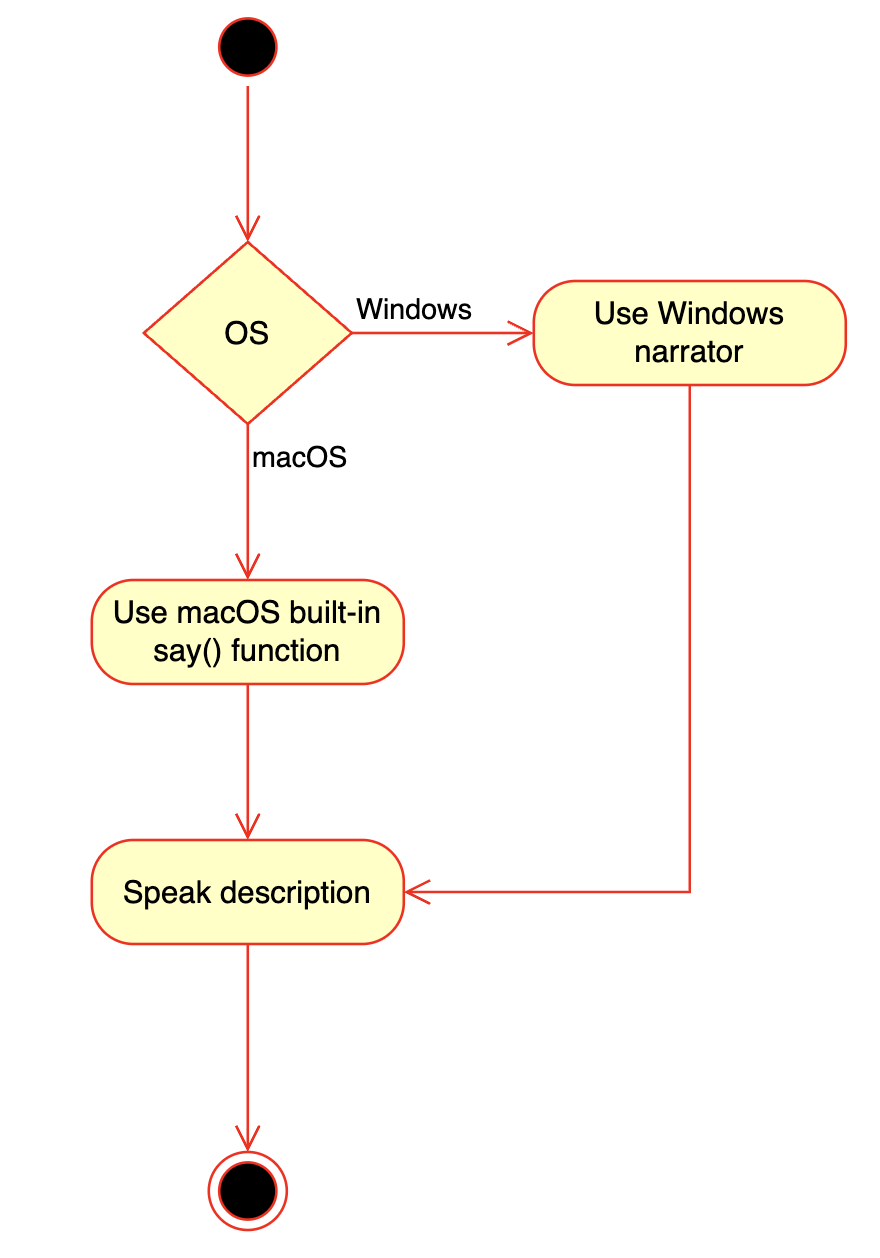 OS
Windows
Use Windows
narrator
macOS
Use macOS built-in
say() function
Speak description